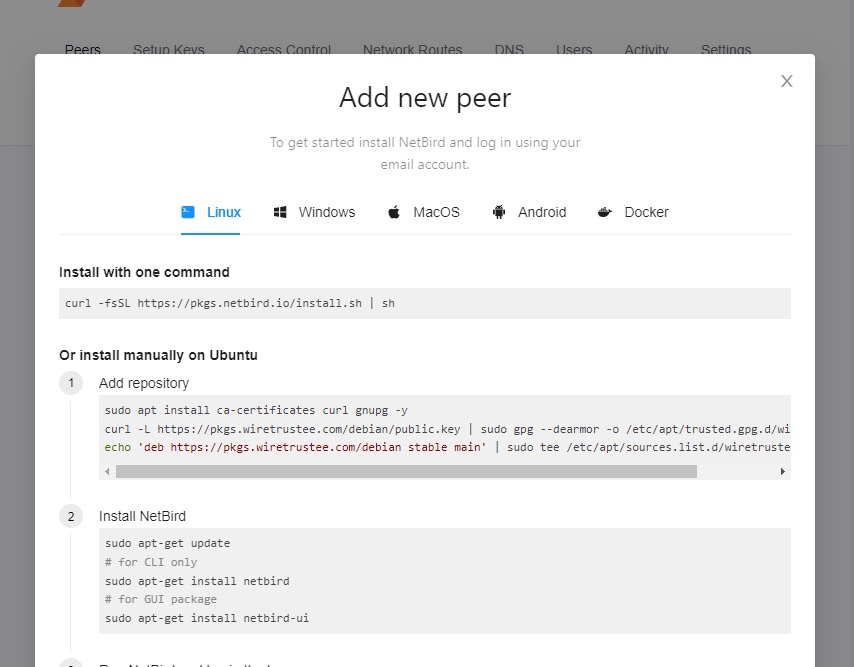 Peers Setup Keys Access Control Network Routes DNS Users Activity Settings
Add new peer
To get started install NetBird and log in using your
email account.
Linux Windows MacOS Android Docker
Install with one command
curl -fsSL https://pkgs.netbird.io/install.sh | sh
Or install manually on Ubuntu
1 Add repository
sudo apt install ca-certificates curl gnupg -y
curl -L https://pkgs.wiretrustee.com/debian/public.key | sudo gpg --dearmor -o /etc/apt/trusted.gpg.d/wi
echo 'deb https://pkgs.wiretrustee.com/debian stable main' | sudo tee /etc/apt/sources.list.d/wiretruste
2 Install NetBird
sudo apt-get update
# for CLI only
sudo apt-get install netbird
# for GUI package
sudo apt-get install netbird-ui